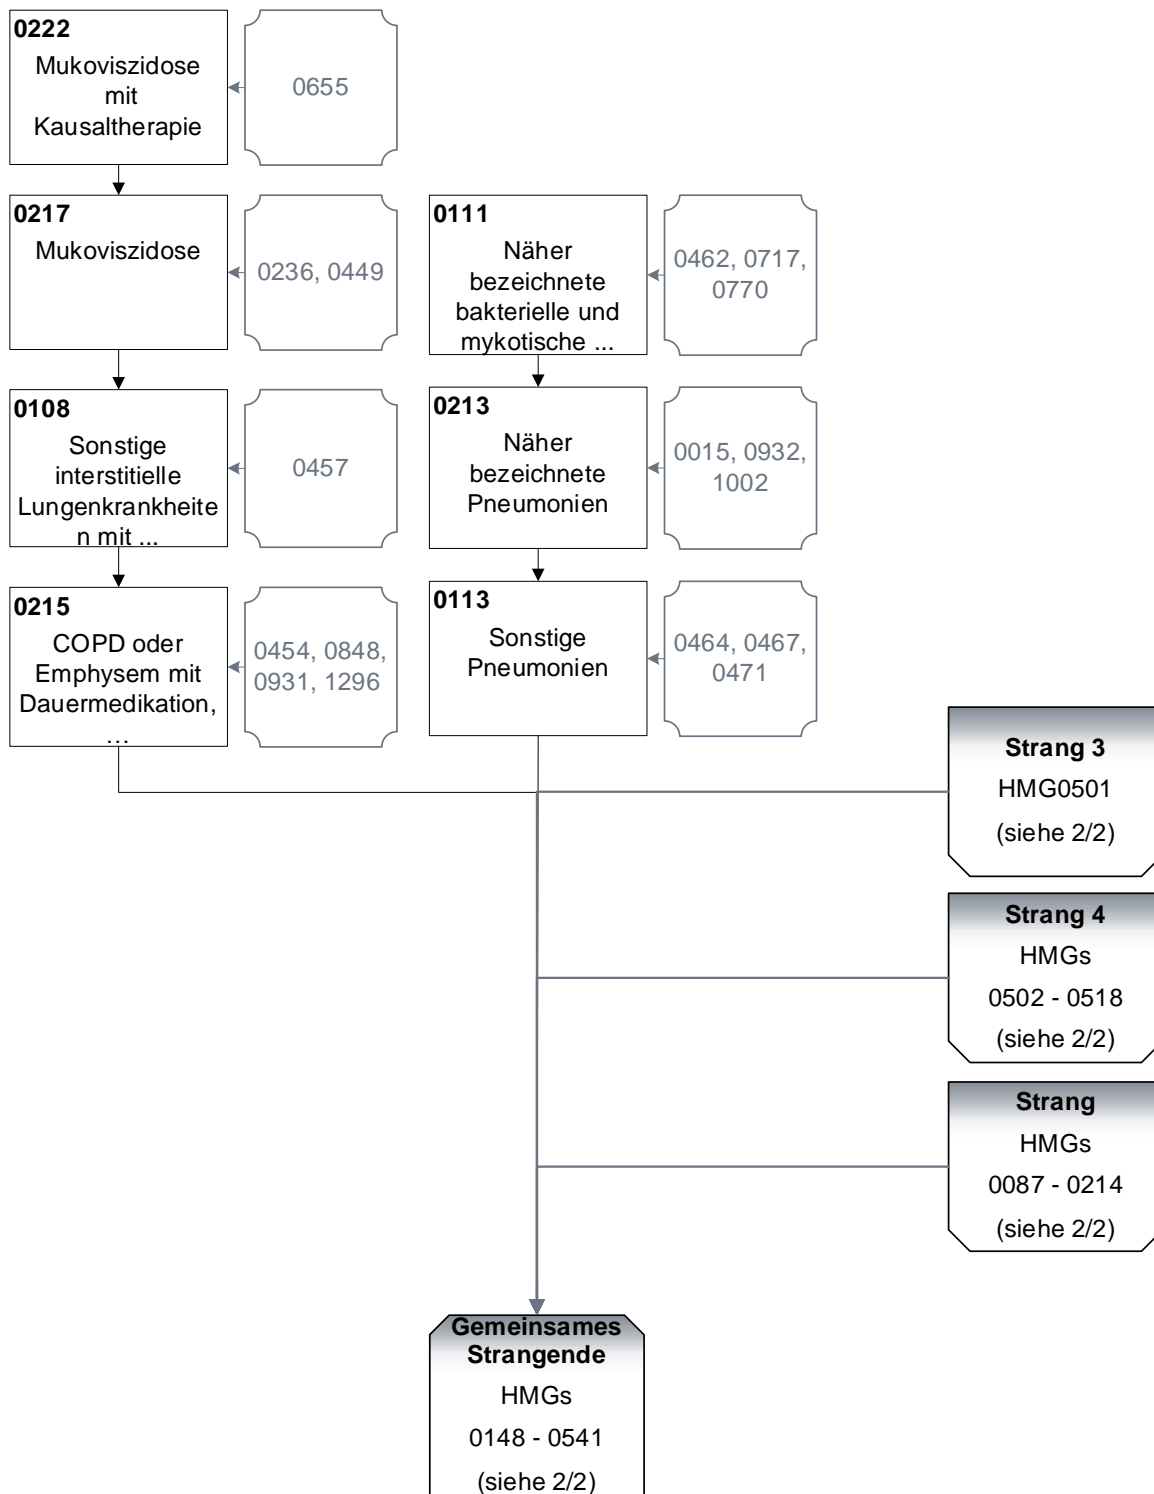 0222
Mukoviszidose
mit
Kausaltherapie
0655
0217
Mukoviszidose
0236, 0449
0111
Näher
bezeichnete
bakterielle und
mykotische ...
0462, 0717,
0770
0108
Sonstige
interstitielle
Lungenkrankheite
n mit ...
0457
0213
Näher
bezeichnete
Pneumonien
0015, 0932,
1002
0215
COPD oder
Emphysem mit
Dauermedikation,
...
0454, 0848,
0931, 1296
0113
Sonstige
Pneumonien
0464, 0467,
0471
Strang 3
HMG0501
(siehe 2/2)
Strang 4
HMGs
0502 - 0518
(siehe 2/2)
Strang
HMGs
0087 - 0214
(siehe 2/2)
Gemeinsames
Strangende
HMGs
0148 - 0541
(siehe 2/2)